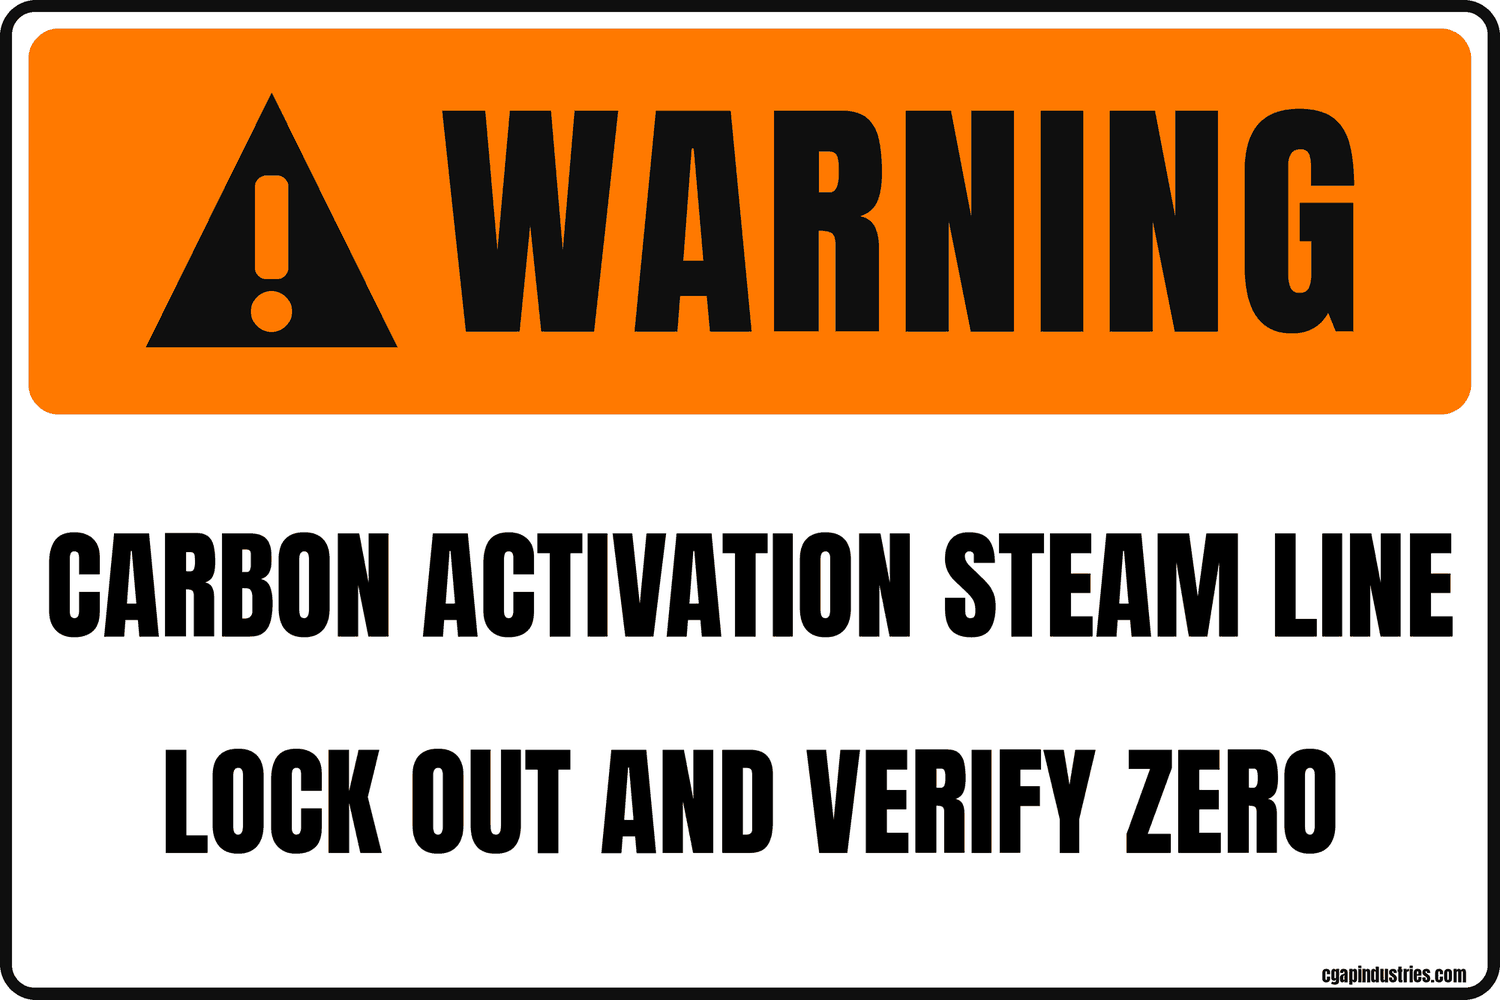 WARNING
CARBON ACTIVATION STEAM LINE
LOCK OUT AND VERIFY ZERO
cgapindustries.com